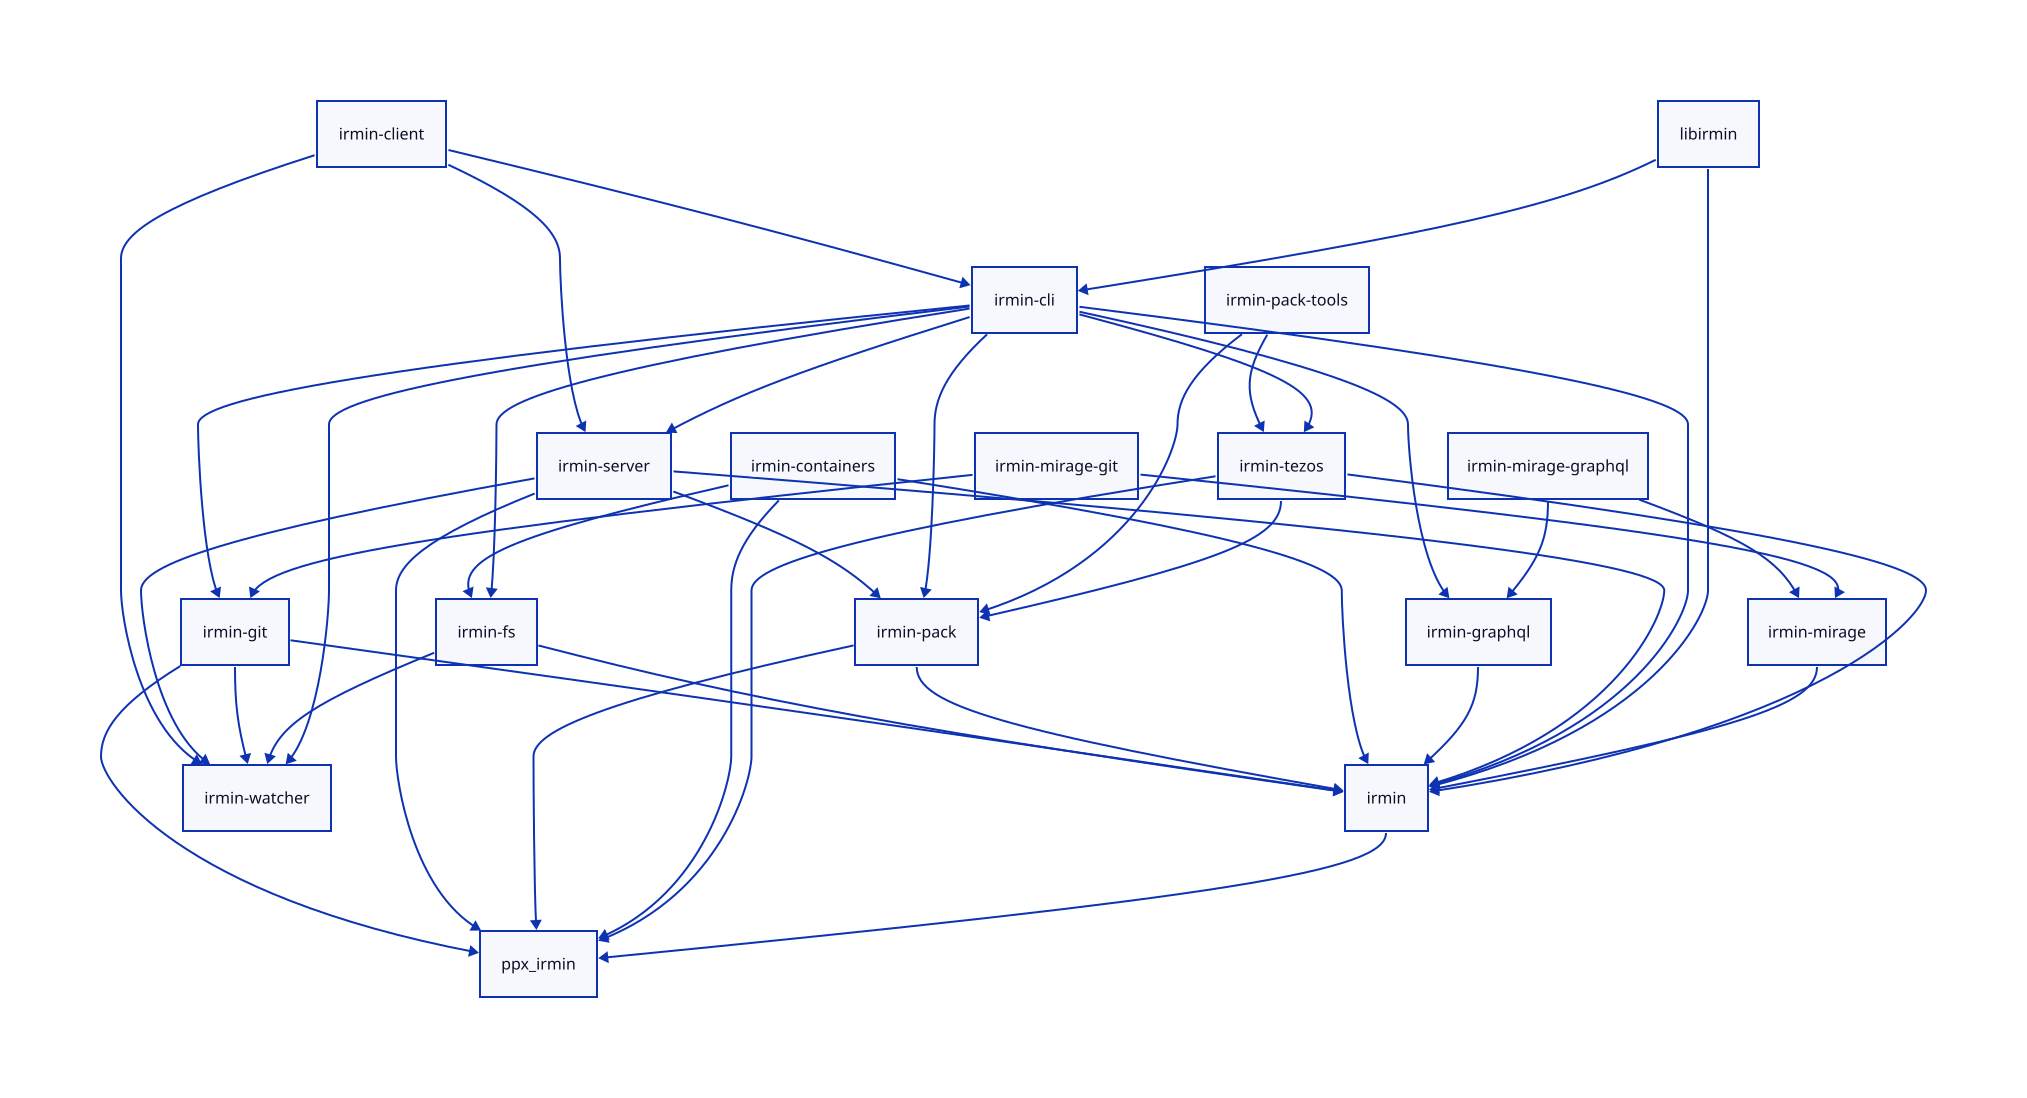 irmin-client
libirmin
irmin-cli
irmin-pack-tools
irmin-server
irmin-containers
irmin-mirage-git
irmin-tezos
irmin-mirage-graphql
irmin-git
irmin-fs
irmin-pack
irmin-graphql
irmin-mirage
irmin-watcher
irmin
ppx_irmin